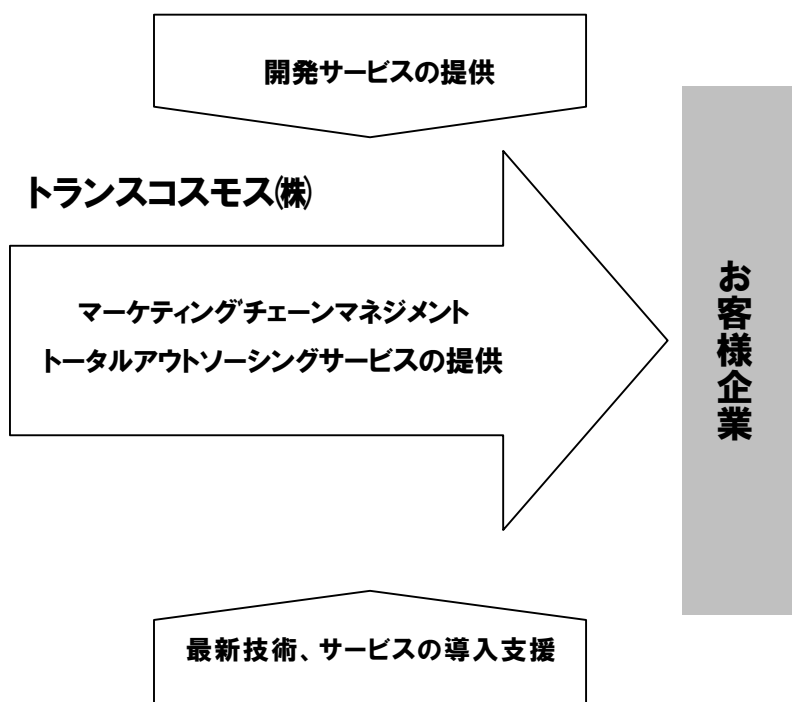 開発サービスの提供
トランスコスモス㈱
マーケティングチェーンマネジメント
トータルアウトソーシングサービスの提供
お客様企業
最新技術、サービスの導入支援